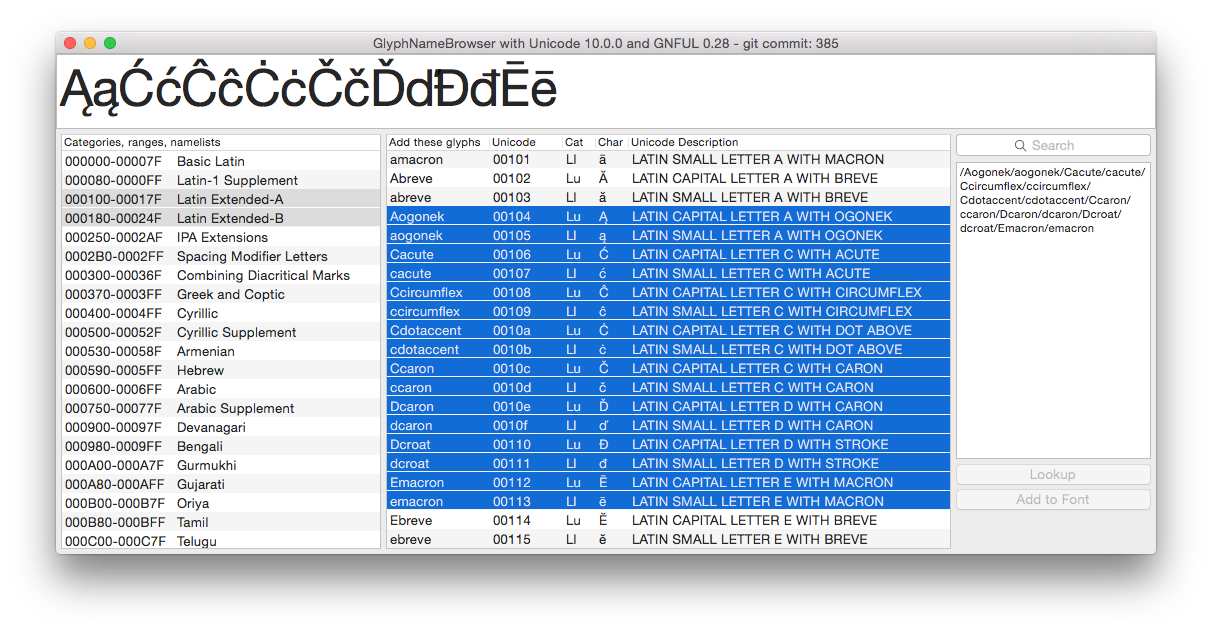 GlyphNameBrowser with Unicode 10.0.0 and GNFUL 0.28 - git commit: 385
ĄąĆćĈĉĊċČčĎďĐđĒē
Categories, ranges, namelists
000000-00007F Basic Latin
000080-0000FF Latin-1 Supplement
000100-00017F Latin Extended-A
000180-00024F Latin Extended-B
000250-0002AF IPA Extensions
0002B0-0002FF Spacing Modifier Letters
000300-00036F Combining Diacritical Marks
000370-0003FF Greek and Coptic
000400-0004FF Cyrillic
000500-00052F Cyrillic Supplement
000530-00058F Armenian
000590-0005FF Hebrew
000600-0006FF Arabic
000750-00077F Arabic Supplement
000900-00097F Devanagari
000980-0009FF Bengali
000A00-000A7F Gurmukhi
000A80-000AFF Gujarati
000B00-000B7F Oriya
000B80-000BFF Tamil
000C00-000C7F Telugu
Add these glyphs Unicode Cat Char Unicode Description
amacron 00101 Ll ā LATIN SMALL LETTER A WITH MACRON
Abreve 00102 Lu Ă LATIN CAPITAL LETTER A WITH BREVE
abreve 00103 Ll ă LATIN SMALL LETTER A WITH BREVE
Aogonek 00104 Lu Ą LATIN CAPITAL LETTER A WITH OGONEK
aogonek 00105 Ll ą LATIN SMALL LETTER A WITH OGONEK
Cacute 00106 Lu Ć LATIN CAPITAL LETTER C WITH ACUTE
cacute 00107 Ll ć LATIN SMALL LETTER C WITH ACUTE
Ccircumflex 00108 Lu Ĉ LATIN CAPITAL LETTER C WITH CIRCUMFLEX
ccircumflex 00109 Ll ĉ LATIN SMALL LETTER C WITH CIRCUMFLEX
Cdotaccent 0010a Lu Ċ LATIN CAPITAL LETTER C WITH DOT ABOVE
cdotaccent 0010b Ll ċ LATIN SMALL LETTER C WITH DOT ABOVE
Ccaron 0010c Lu Č LATIN CAPITAL LETTER C WITH CARON
ccaron 0010d Ll č LATIN SMALL LETTER C WITH CARON
Dcaron 0010e Lu Ď LATIN CAPITAL LETTER D WITH CARON
dcaron 0010f Ll ď LATIN SMALL LETTER D WITH CARON
Dcroat 00110 Lu Đ LATIN CAPITAL LETTER D WITH STROKE
dcroat 00111 Ll đ LATIN SMALL LETTER D WITH STROKE
Emacron 00112 Lu Ē LATIN CAPITAL LETTER E WITH MACRON
emacron 00113 Ll ē LATIN SMALL LETTER E WITH MACRON
Ebreve 00114 Lu Ĕ LATIN CAPITAL LETTER E WITH BREVE
ebreve 00115 Ll ĕ LATIN SMALL LETTER E WITH BREVE
Search
/Aogonek/aogonek/Cacute/cacute/
Ccircumflex/ccircumflex/
Cdotaccent/cdotaccent/Ccaron/
ccaron/Dcaron/dcaron/Dcroat/
dcroat/Emacron/emacron
Lookup
Add to Font